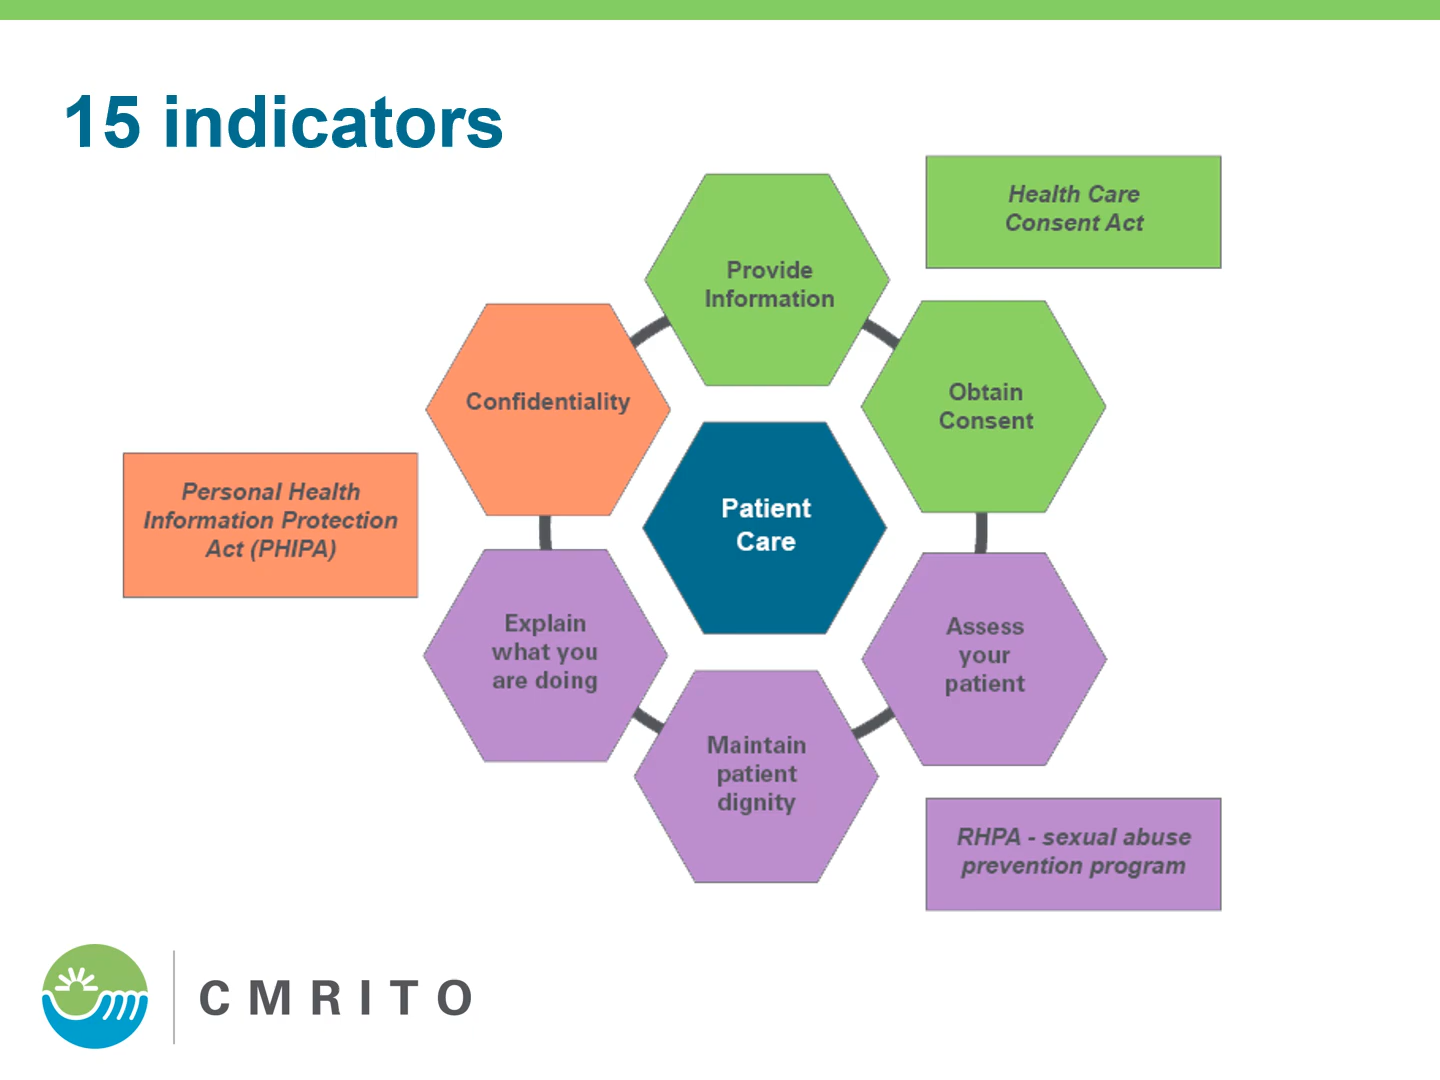 15 indicators
Health Care
Consent Act
Provide
Information
Confidentiality
Obtain
Consent
Personal Health
Information Protection
Act (PHIPA)
Patient
Care
Explain
what you
are doing
Assess
your
patient
Maintain
patient
dignity
RHPA - sexual abuse
prevention program
CMRITO